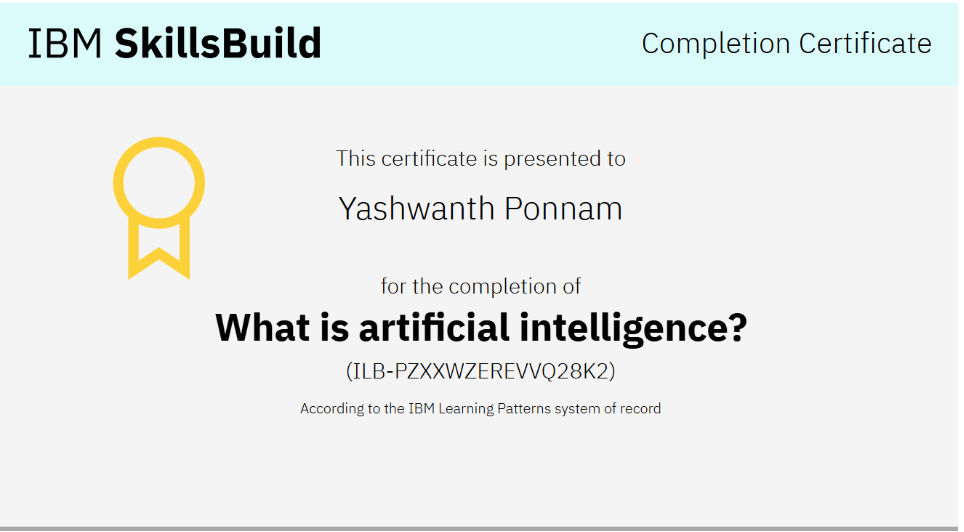 IBM SkillsBuild
Completion Certificate
This certificate is presented to
Yashwanth Ponnam
for the completion of
What is artificial intelligence?
(ILB-PZXXWZEREVVQ28K2)
According to the IBM Learning Patterns system of record